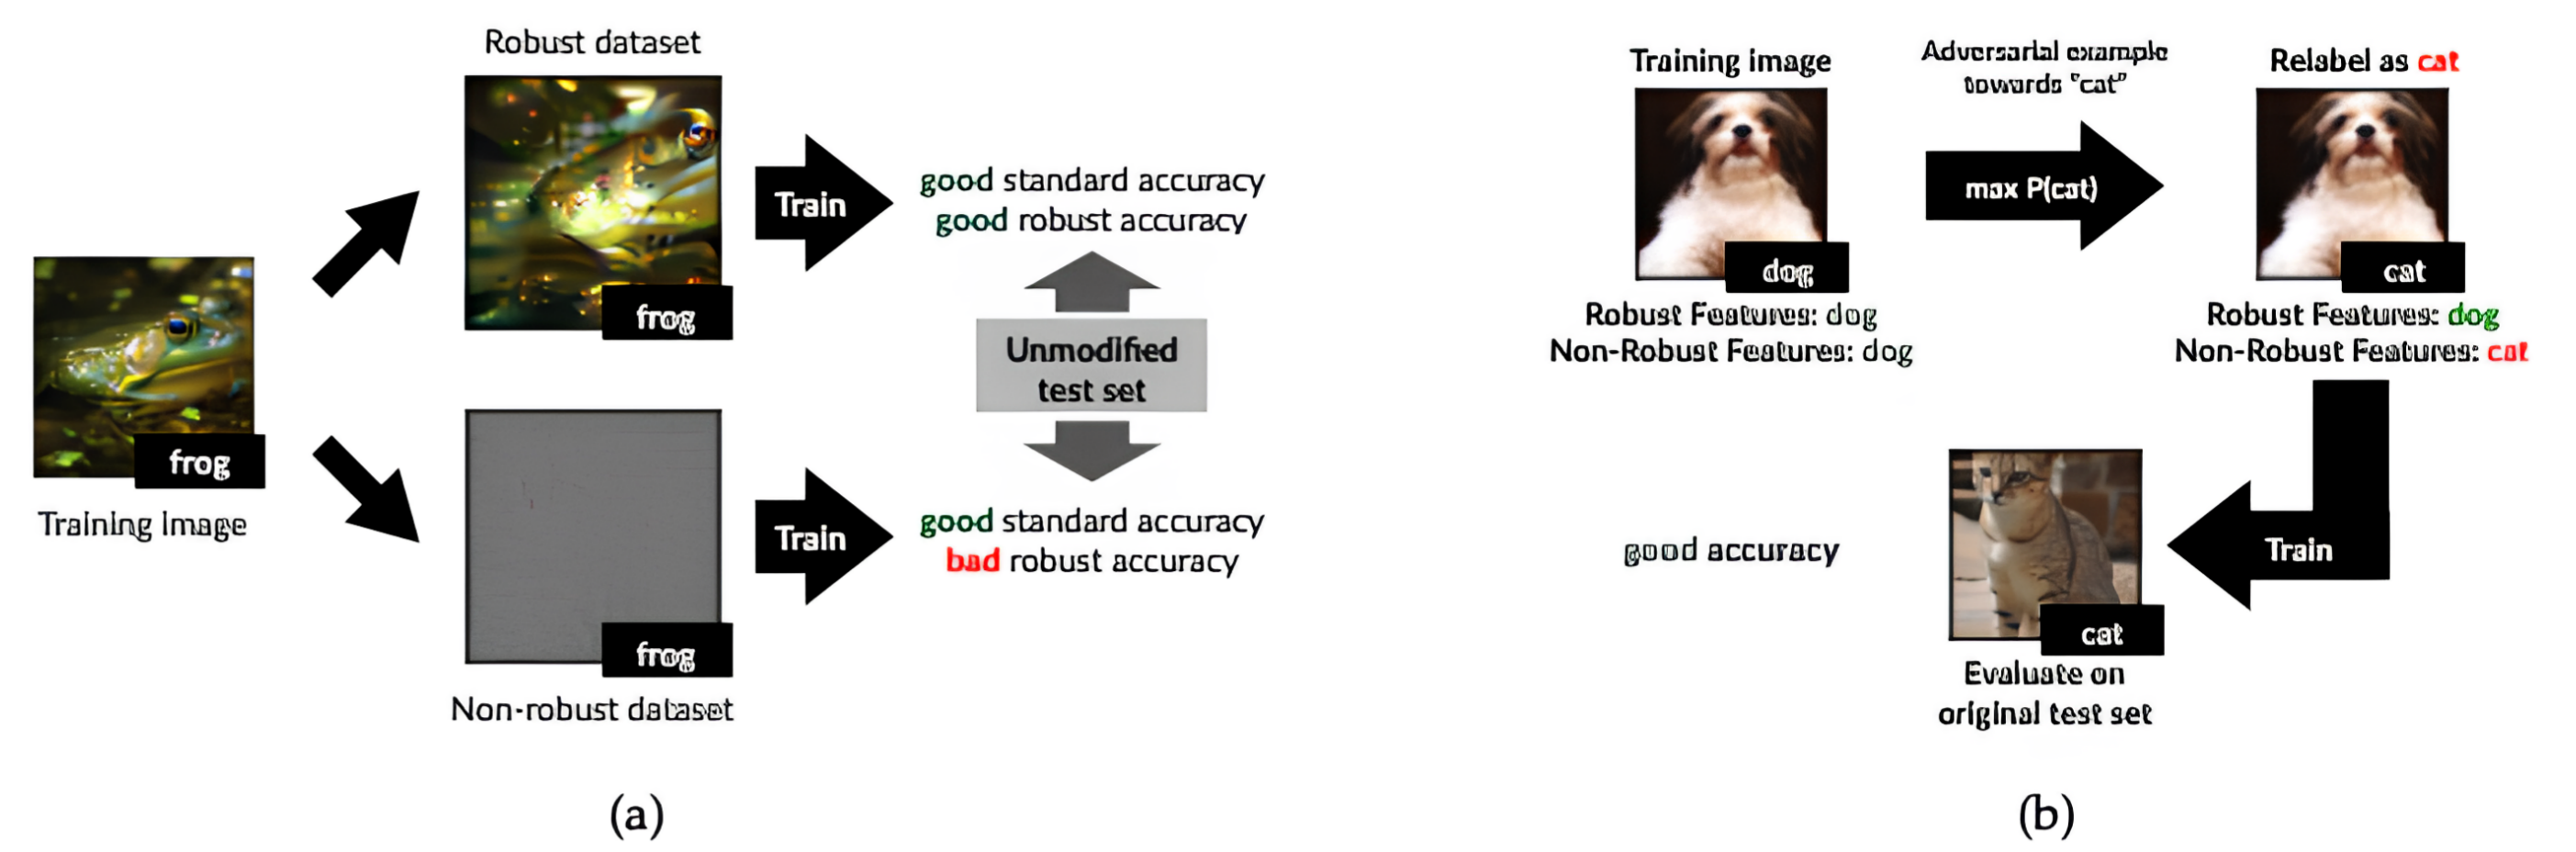 Robust dataset
frog
Train
good standard accuracy
good robust accuracy
frog
Training image
Unmodified
test set
frog
Non-robust dataset
Train
good standard accuracy
bad robust accuracy
(a)
Training image
dog
Robust Features: dog
Non-Robust Features: dog
Adversarial example
towards "cat"
max P(cat)
Relabel as cat
cat
Robust Features: dog
Non-Robust Features: cat
Train
good accuracy
cat
Evaluate on
original test set
(b)